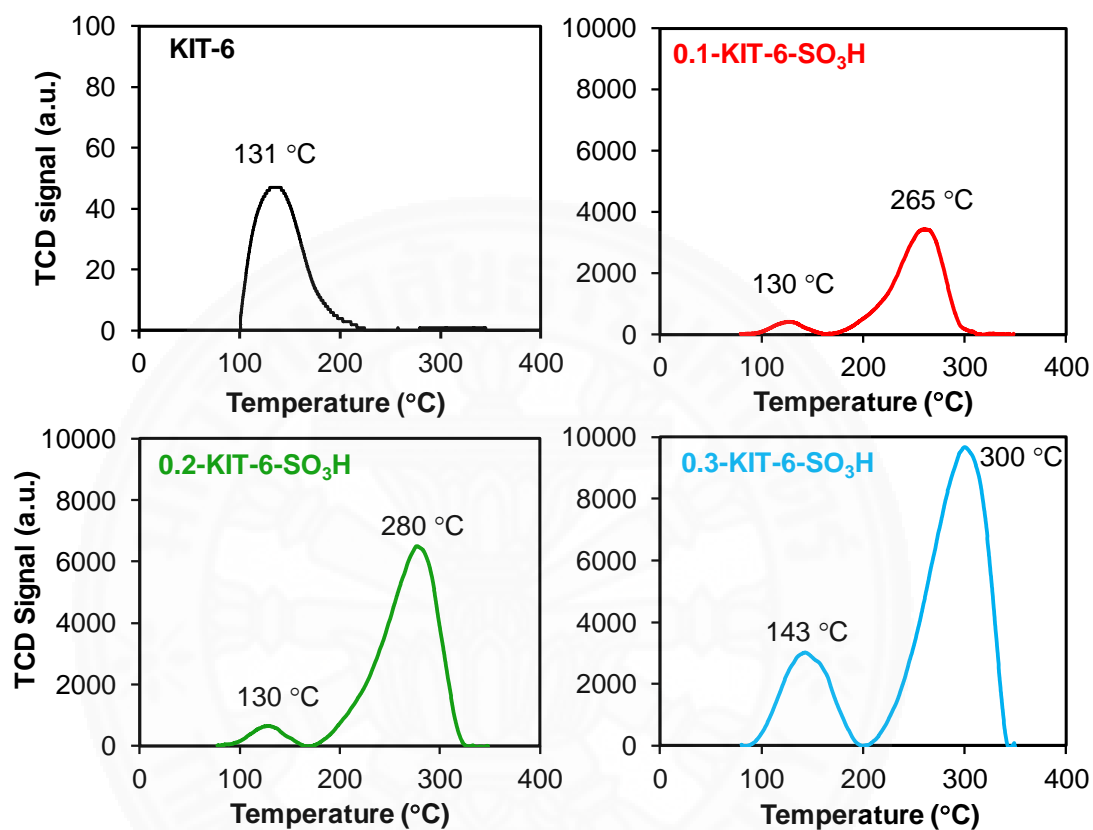 KIT-6
TCD signal (a.u.)
100
80
60
40
20
0
131 °C
0
100
200
300
400
Temperature (°C)
0.1-KIT-6-SO₃H
10000
8000
6000
4000
2000
0
130 °C
265 °C
0
100
200
300
400
Temperature (°C)
0.2-KIT-6-SO₃H
TCD Signal (a.u.)
10000
8000
6000
4000
2000
0
130 °C
280 °C
0
100
200
300
400
Temperature (°C)
0.3-KIT-6-SO₃H
10000
8000
6000
4000
2000
0
143 °C
300 °C
0
100
200
300
400
Temperature (°C)